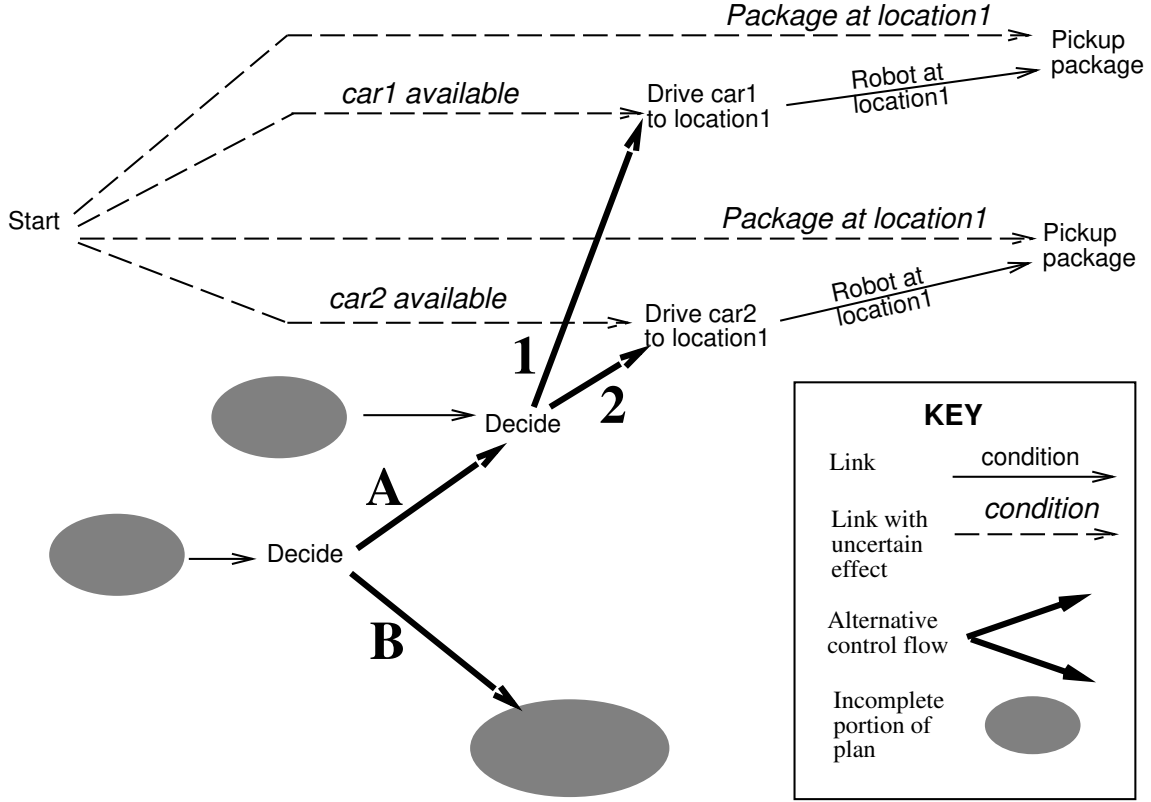 Package at location1
Pickup
package
car1 available
Drive car1
to location1
Robot at
location1
Start
Package at location1
Pickup
package
car2 available
Drive car2
to location1
Robot at
location1
1
2
Decide
A
Decide
B
KEY
Link
condition
Link with
uncertain
effect
condition
Alternative
control flow
Incomplete
portion of
plan